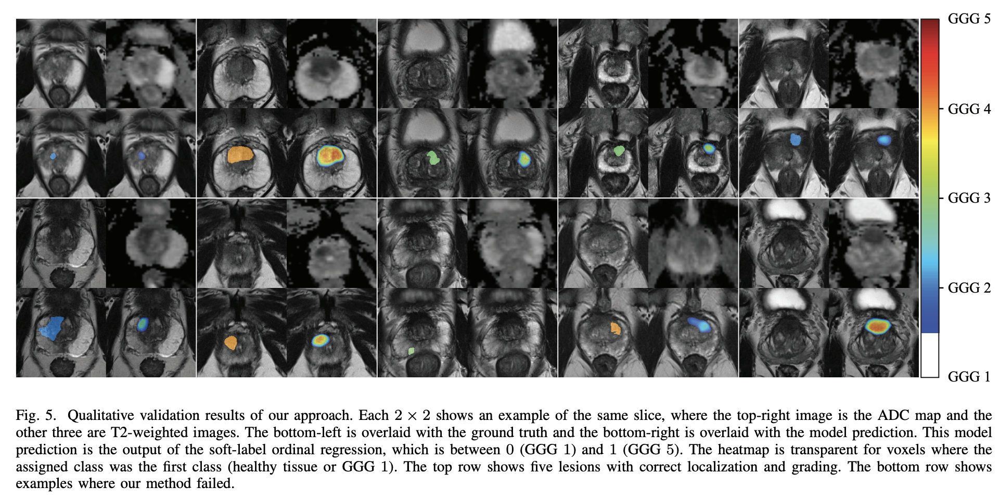 GGG 5
GGG 4
GGG 3
GGG 2
GGG 1
Fig. 5. Qualitative validation results of our approach. Each 2 × 2 shows an example of the same slice, where the top-right image is the ADC map and the
other three are T2-weighted images. The bottom-left is overlaid with the ground truth and the bottom-right is overlaid with the model prediction. This model
prediction is the output of the soft-label ordinal regression, which is between 0 (GGG 1) and 1 (GGG 5). The heatmap is transparent for voxels where the
assigned class was the first class (healthy tissue or GGG 1). The top row shows five lesions with correct localization and grading. The bottom row shows
examples where our method failed.